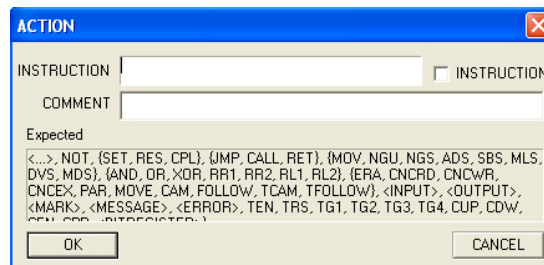 ACTION
INSTRUCTION
INSTRUCTION
COMMENT
Expected
<...>, NOT, {SET, RES, CPL}, {JMP, CALL, RET}, {MOV, NGU, NGS, ADS, SBS, MLS,
DVS, MDS}, {AND, OR, XOR, RR1, RR2, RL1, RL2}, {ERA, CNCRD, CNCWR,
CNCEX, PAR, MOVE, CAM, FOLLOW, TCAM, TFOLLOW}, <INPUT>, <OUTPUT>,
<MARK>, <MESSAGE>, <ERROR>, TEN, TRS, TG1, TG2, TG3, TG4, CUP, CDW,
OK
CANCEL